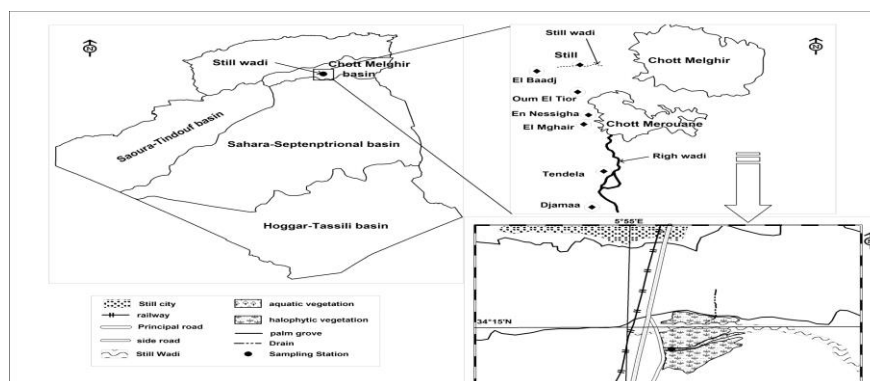 N
Still wadi
Chott Melghir
basin
Saoura-Tindouf basin
Sahara-Septenptrional basin
Hoggar-Tassili basin
Still wadi
Still
Chott Melghir
El Baadj
Oum El Tior
En Nessigha
El Mghair
Chott Merouane
Righ wadi
Tendela
Djamaa
N
5°55'E
34°15'N
Still city
railway
Principal road
side road
Still Wadi
aquatic vegetation
halophytic vegetation
palm grove
Drain
Sampling Station